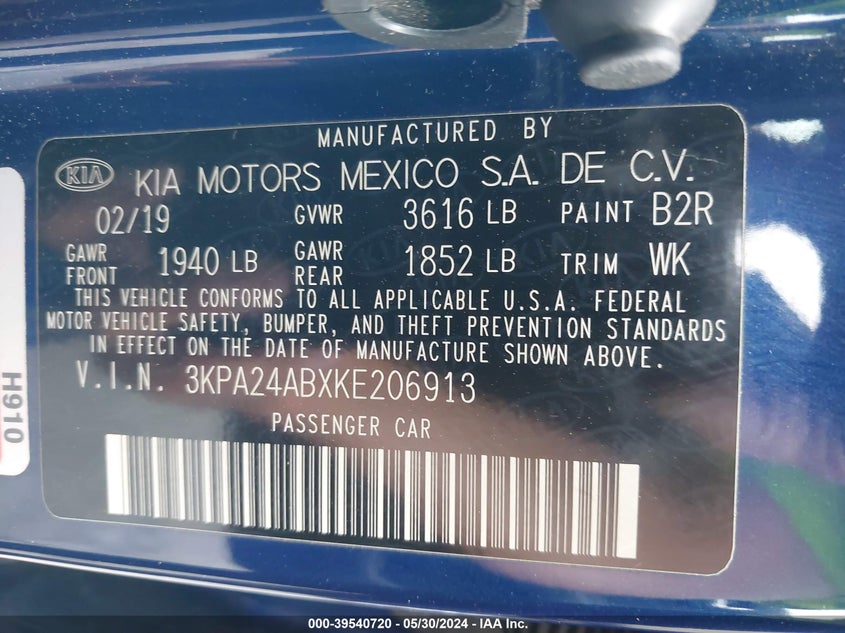 MANUFACTURED BY
KIA KIA MOTORS MEXICO S.A. DE C.V.
02/19 GVWR 3616 LB PAINT B2R
GAWR FRONT 1940 LB GAWR REAR 1852 LB TRIM WK
THIS VEHICLE CONFORMS TO ALL APPLICABLE U.S.A. FEDERAL
MOTOR VEHICLE SAFETY, BUMPER, AND THEFT PREVENTION STANDARDS
IN EFFECT ON THE DATE OF MANUFACTURE SHOWN ABOVE.
V.I.N. 3KPA24ABXKE206913
PASSENGER CAR
H910
000-39540720 — 05/30/2024 — IAA Inc.